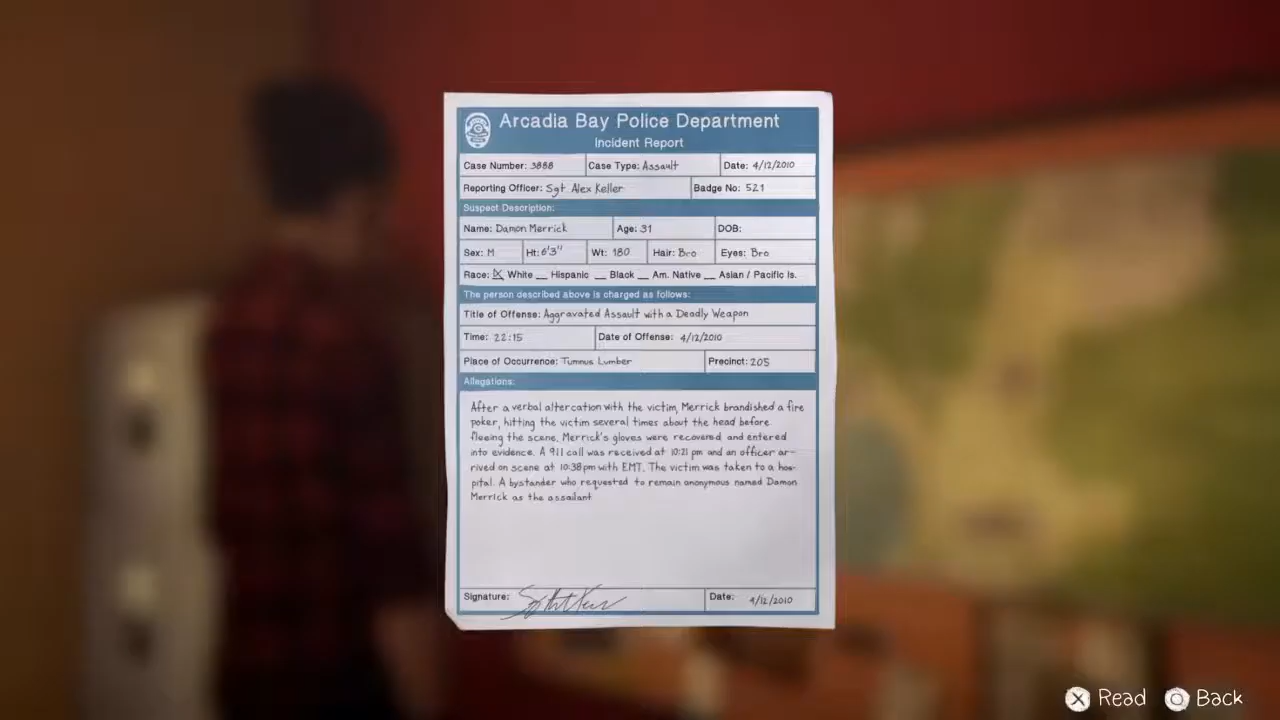 Arcadia Bay Police Department
Incident Report
Case Number: 3888 Case Type: Assault Date: 4/12/2010
Reporting Officer: Sgt Alex Keller Badge No: 521
Suspect Description:
Name: Damon Merrick Age: 31 DOB:
Sex: M Ht: 6'3" Wt: 180 Hair: Bro Eyes: Bro
Race: X White __ Hispanic __ Black __ Am. Native __ Asian / Pacific Is.
The person described above is charged as follows:
Title of Offense: Aggravated Assault with a Deadly Weapon
Time: 22:15 Date of Offense: 4/12/2010
Place of Occurrence: Tumnus Lumber Precinct: 205
Allegations:
After a verbal altercation with the victim, Merrick brandished a fire
poker, hitting the victim several times about the head before
fleeing the scene. Merrick's gloves were recovered and entered
into evidence. A 911 call was received at 10:21 pm and an officer ar-
rived on scene at 10:38pm with EMT. The victim was taken to a hos-
pital. A bystander who requested to remain anonymous named Damon
Merrick as the assailant
Signature: Date: 4/12/2010
Read Back